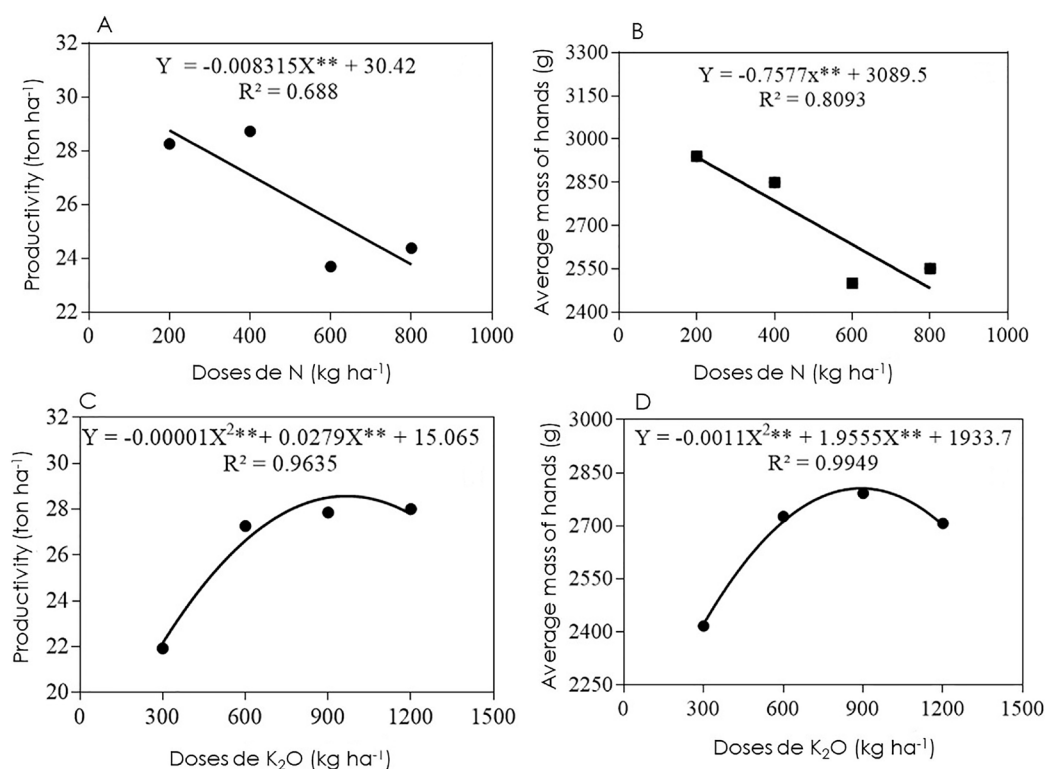 A
Y = -0.008315X** + 30.42
R² = 0.688
Productivity (ton ha⁻¹)
32
30
28
26
24
22
0 200 400 600 800 1000
Doses de N (kg ha⁻¹)
B
Y = -0.7577x** + 3089.5
R² = 0.8093
Average mass of hands (g)
3300
3150
3000
2850
2700
2550
2400
0 200 400 600 800 1000
Doses de N (kg ha⁻¹)
C
Y = -0.00001X²**+ 0.0279X** + 15.065
R² = 0.9635
Productivity (ton ha⁻¹)
32
30
28
26
24
22
20
0 300 600 900 1200 1500
Doses de K₂O (kg ha⁻¹)
D
Y = -0.0011X²** + 1.9555X** + 1933.7
R² = 0.9949
Average mass of hands (g)
3000
2850
2700
2550
2400
2250
0 300 600 900 1200 1500
Doses de K₂O (kg ha⁻¹)